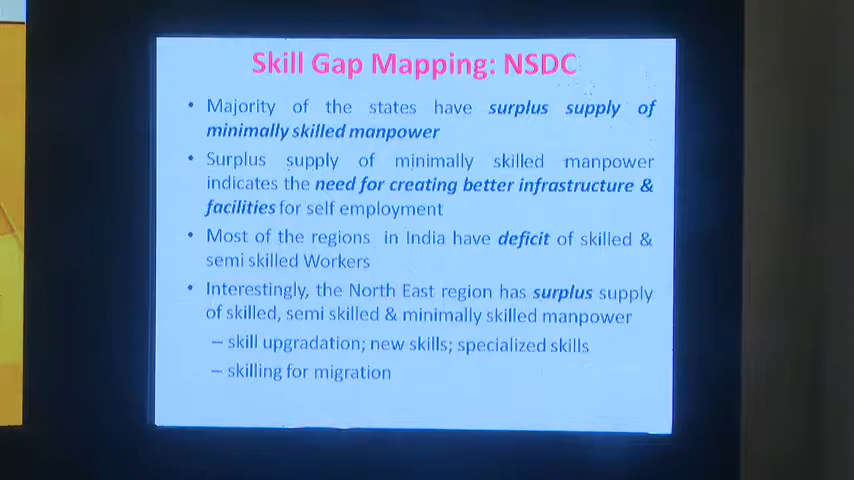 Skill Gap Mapping: NSDC
• Majority of the states have surplus supply of
minimally skilled manpower
• Surplus supply of minimally skilled manpower
indicates the need for creating better infrastructure &
facilities for self employment
• Most of the regions in India have deficit of skilled &
semi skilled Workers
• Interestingly, the North East region has surplus supply
of skilled, semi skilled & minimally skilled manpower
– skill upgradation; new skills; specialized skills
– skilling for migration